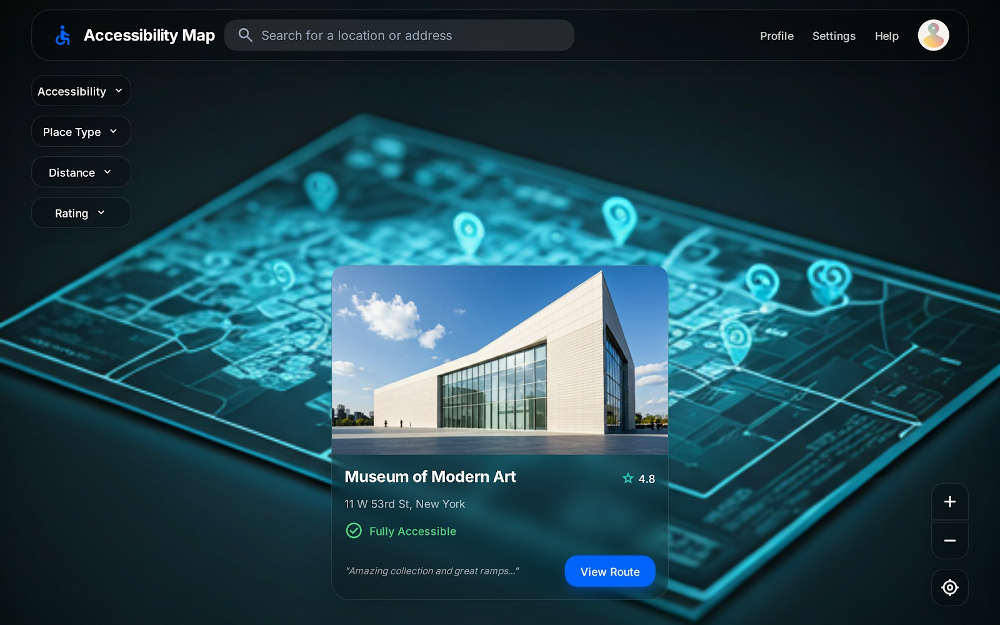 Accessibility Map
Search for a location or address
Profile
Settings
Help
Accessibility
Place Type
Distance
Rating
Museum of Modern Art
4.8
11 W 53rd St, New York
Fully Accessible
"Amazing collection and great ramps..."
View Route